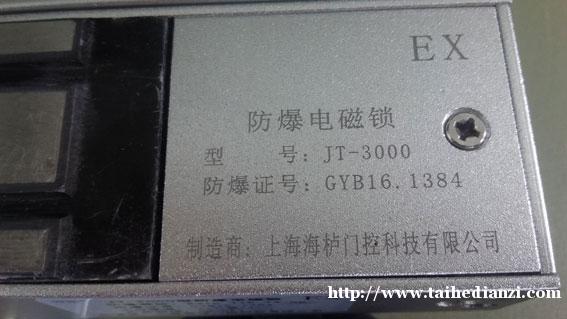 EX
防爆电磁锁
型 号: JT-3000
防爆证号: GYB16.1384
制造商: 上海海栌门控科技有限公司
http://www.taihedianzi.com